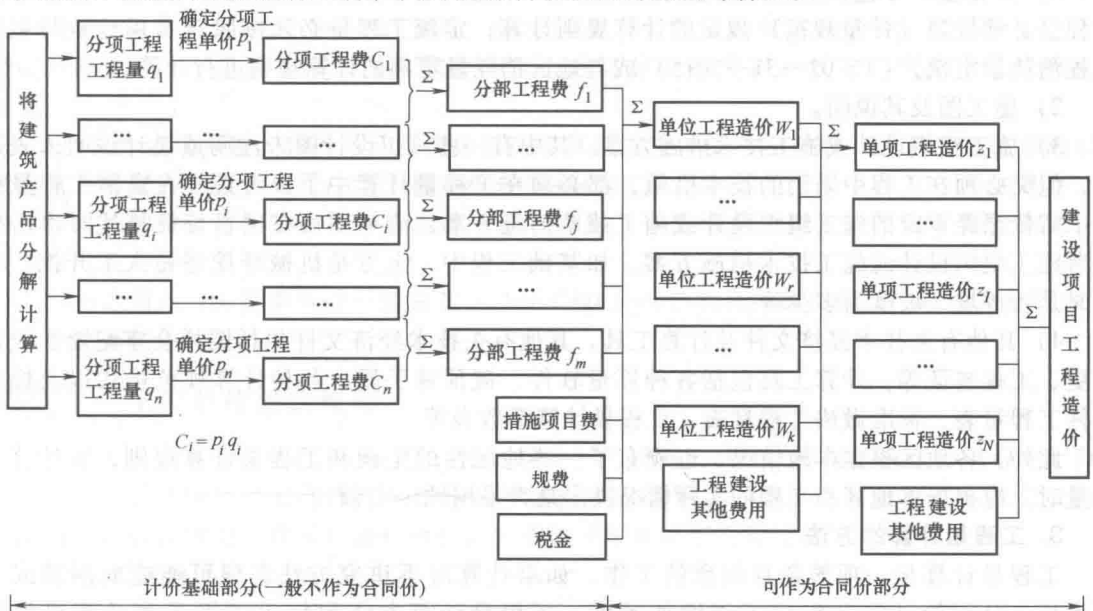 将建筑产品分解计算
分项工程
工程量q₁
确定分项工
程单价p₁
分项工程费C₁
...
...
...
分项工程
工程量qᵢ
确定分项工程
单价pᵢ
分项工程费Cᵢ
...
...
...
分项工程
工程量qₙ
确定分项工程
单价pₙ
分项工程费Cₙ
Cᵢ=pᵢqᵢ
Σ
Σ
Σ
Σ
分部工程费 f₁
分部工程费 fⱼ
...
分部工程费 fₘ
措施项目费
规费
税金
Σ
单位工程造价W₁
...
单位工程造价Wᵣ
...
单位工程造价Wₖ
工程建设
其他费用
Σ
单项工程造价z₁
...
单项工程造价zₗ
...
单项工程造价z_N
工程建设
其他费用
Σ
建设项目工程造价
计价基础部分(一般不作为合同价)
可作为合同价部分